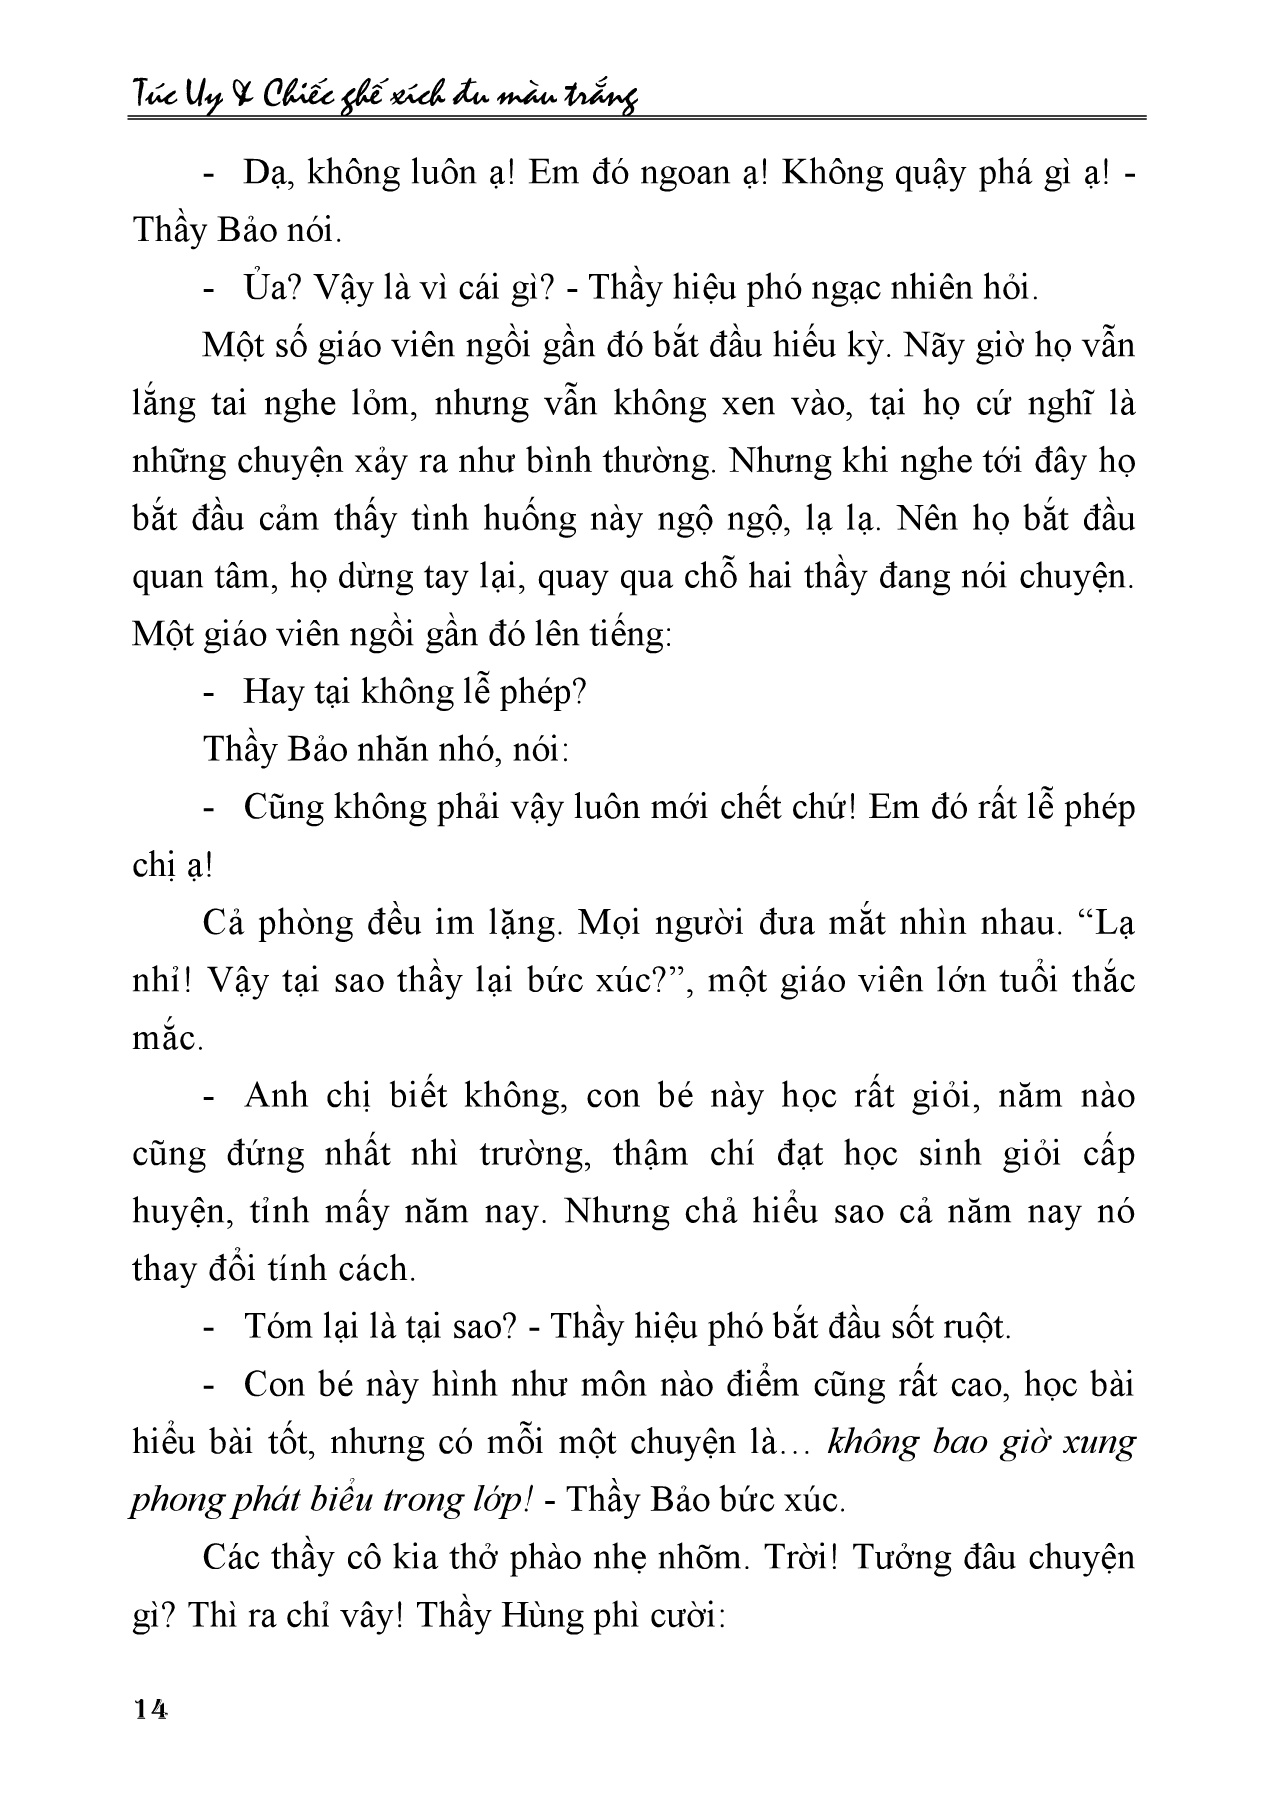 Túc Uy & Chiếc ghế xích đu màu trắng
- Dạ, không luôn ạ! Em đó ngoan ạ! Không quậy phá gì ạ! -
Thầy Bảo nói.
- Ủa? Vậy là vì cái gì? - Thầy hiệu phó ngạc nhiên hỏi.
Một số giáo viên ngồi gần đó bắt đầu hiếu kỳ. Nãy giờ họ vẫn
lắng tai nghe lỏm, nhưng vẫn không xen vào, tại họ cứ nghĩ là
những chuyện xảy ra như bình thường. Nhưng khi nghe tới đây họ
bắt đầu cảm thấy tình huống này ngộ ngộ, lạ lạ. Nên họ bắt đầu
quan tâm, họ dừng tay lại, quay qua chỗ hai thầy đang nói chuyện.
Một giáo viên ngồi gần đó lên tiếng:
- Hay tại không lễ phép?
Thầy Bảo nhăn nhó, nói:
- Cũng không phải vậy luôn mới chết chứ! Em đó rất lễ phép
chị ạ!
Cả phòng đều im lặng. Mọi người đưa mắt nhìn nhau. “Lạ
nhỉ! Vậy tại sao thầy lại bức xúc?”, một giáo viên lớn tuổi thắc
mắc.
- Anh chị biết không, con bé này học rất giỏi, năm nào
cũng đứng nhất nhì trường, thậm chí đạt học sinh giỏi cấp
huyện, tỉnh mấy năm nay. Nhưng chả hiểu sao cả năm nay nó
thay đổi tính cách.
- Tóm lại là tại sao? - Thầy hiệu phó bắt đầu sốt ruột.
- Con bé này hình như môn nào điểm cũng rất cao, học bài
hiểu bài tốt, nhưng có mỗi một chuyện là… không bao giờ xung
phong phát biểu trong lớp! - Thầy Bảo bức xúc.
Các thầy cô kia thở phào nhẹ nhõm. Trời! Tưởng đâu chuyện
gì? Thì ra chỉ vây! Thầy Hùng phì cười:
14